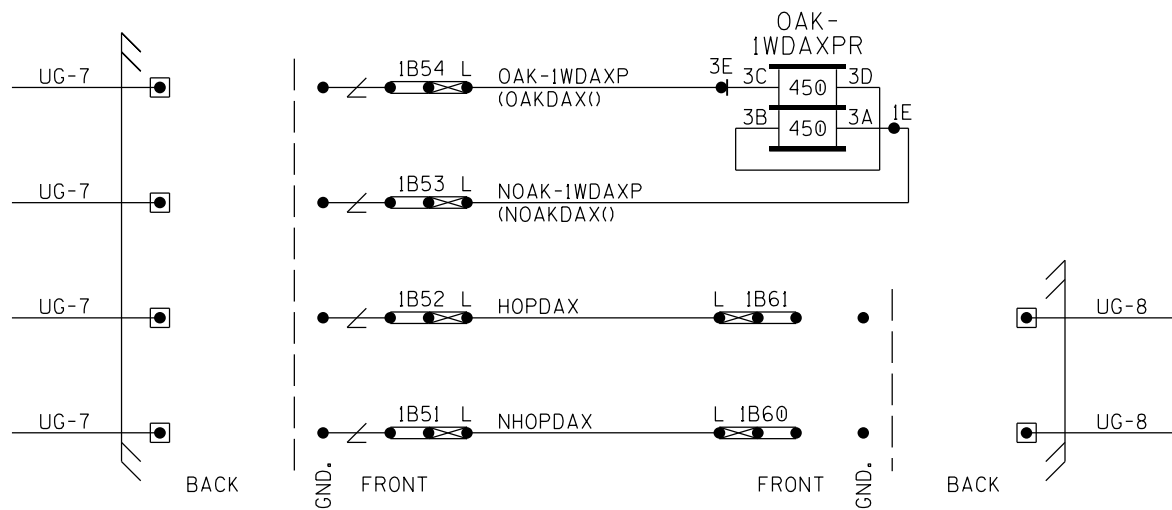 OAK-
1WDAXPR
UG-7
1B54 L
OAK-1WDAXP
(OAKDAX()
3E
3C
450
3D
3B
450
3A
1E
UG-7
1B53 L
NOAK-1WDAXP
(NOAKDAX()
UG-7
1B52 L
HOPDAX
L 1B61
UG-8
UG-7
1B51 L
NHOPDAX
L 1B60
UG-8
BACK
GND.
FRONT
FRONT
GND.
BACK